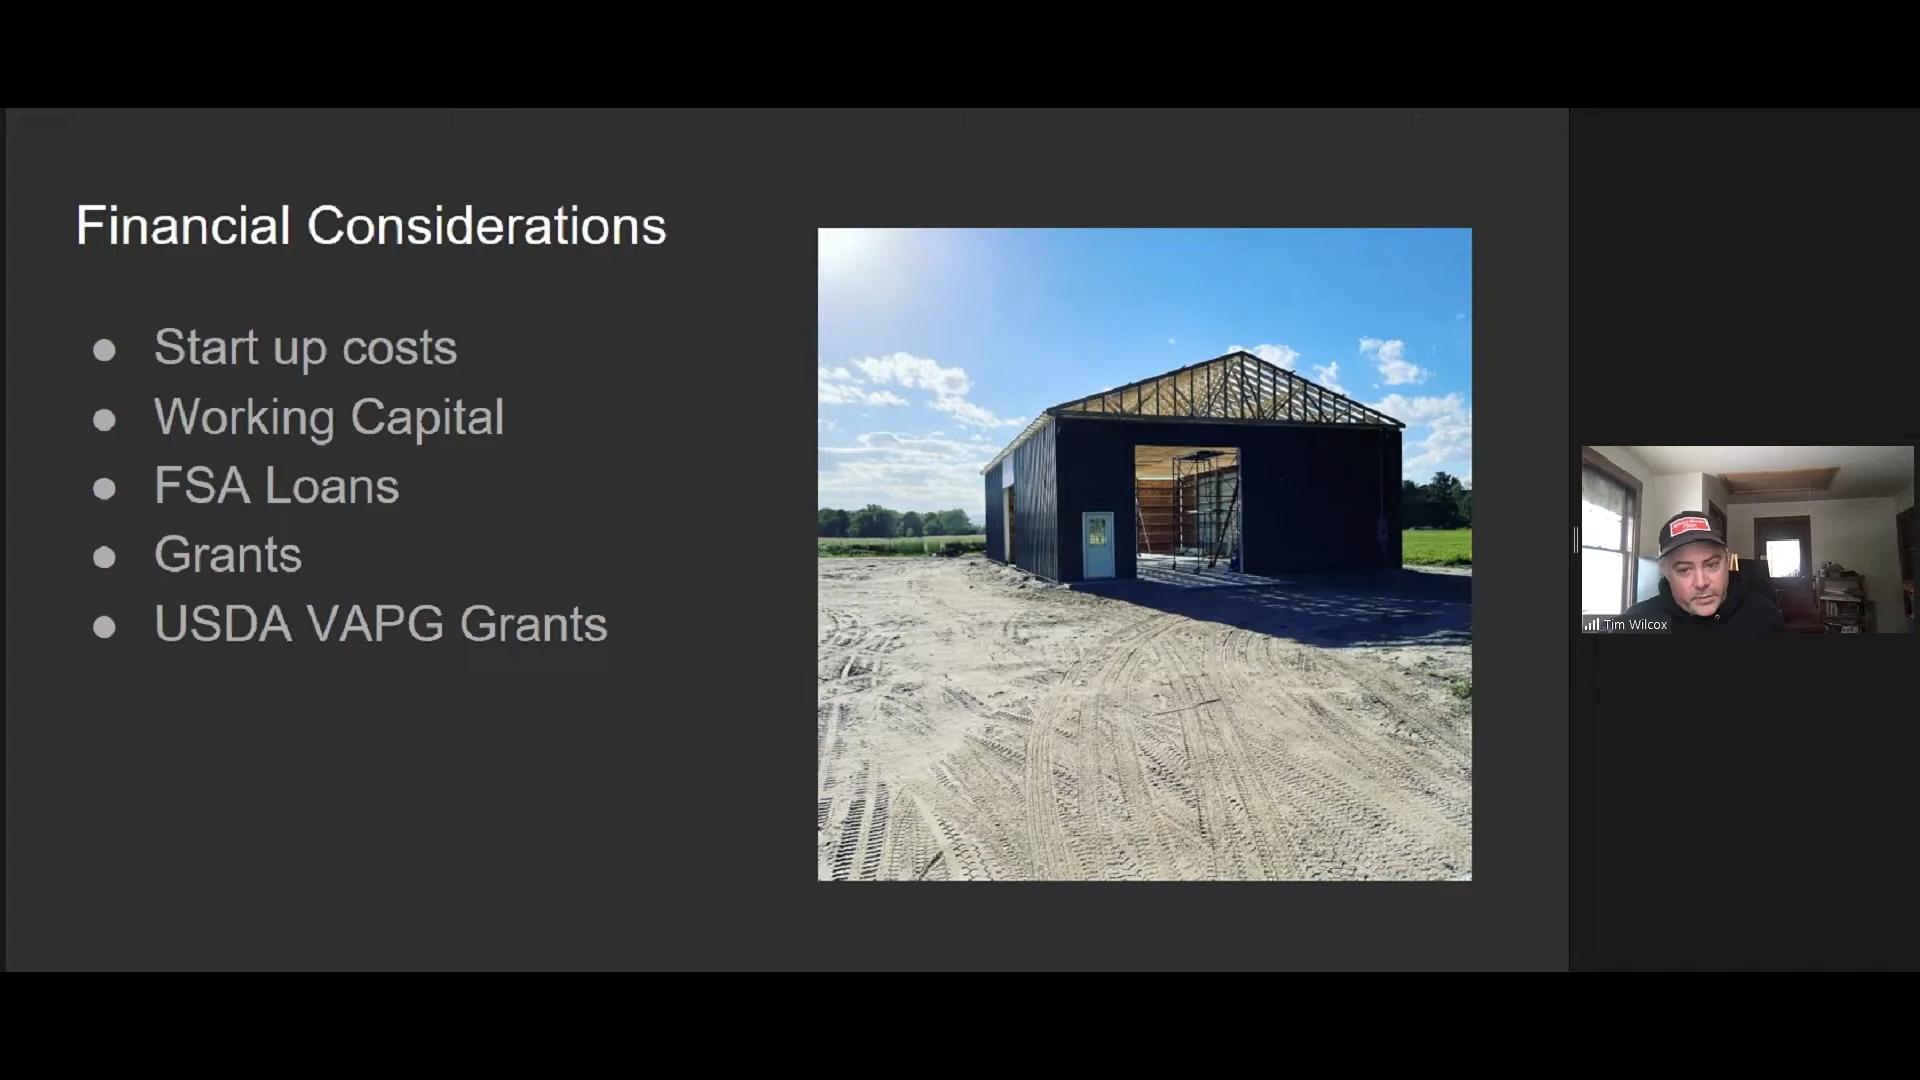 Financial Considerations
Start up costs
Working Capital
FSA Loans
Grants
USDA VAPG Grants
Tim Wilcox